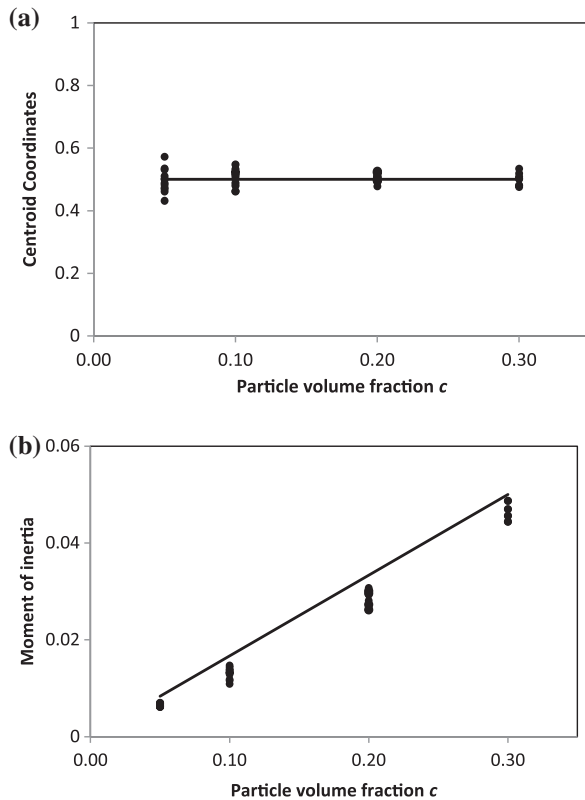 (a)
1
0.8
0.6
0.4
0.2
0
Centroid Coordinates
0.00 0.10 0.20 0.30
Particle volume fraction c
(b)
0.06
0.04
0.02
0
Moment of inertia
0.00 0.10 0.20 0.30
Particle volume fraction c